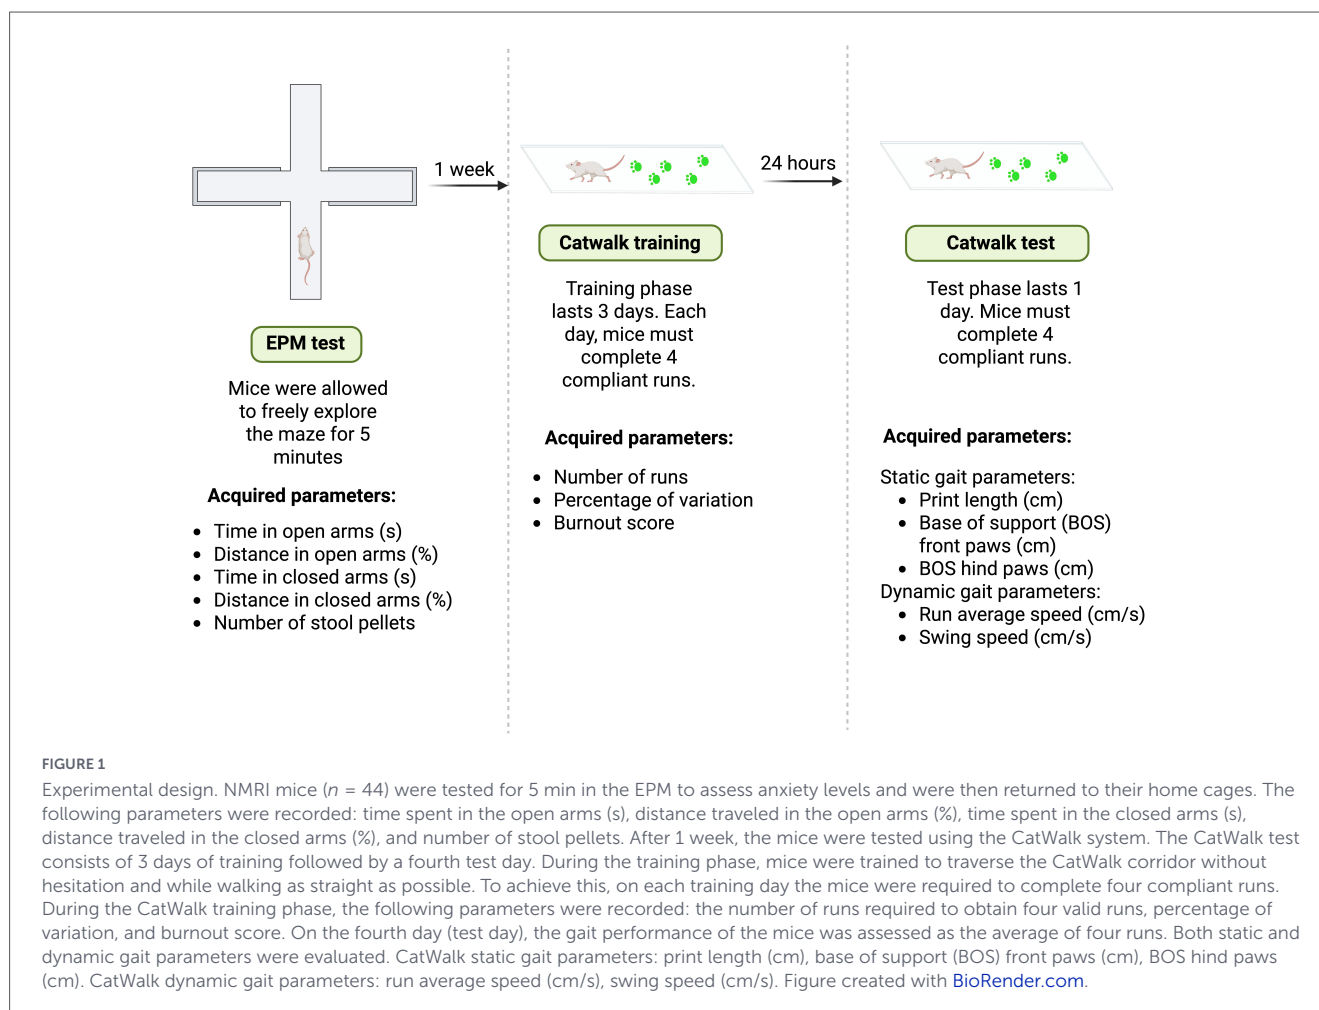 1 week
24 hours
EPM test
Mice were allowed
to freely explore
the maze for 5
minutes
Acquired parameters:
• Time in open arms (s)
• Distance in open arms (%)
• Time in closed arms (s)
• Distance in closed arms (%)
• Number of stool pellets
Catwalk training
Training phase
lasts 3 days. Each
day, mice must
complete 4
compliant runs.
Acquired parameters:
• Number of runs
• Percentage of variation
• Burnout score
Catwalk test
Test phase lasts 1
day. Mice must
complete 4
compliant runs.
Acquired parameters:
Static gait parameters:
• Print length (cm)
• Base of support (BOS)
front paws (cm)
• BOS hind paws (cm)
Dynamic gait parameters:
• Run average speed (cm/s)
• Swing speed (cm/s)
FIGURE 1
Experimental design. NMRI mice (n = 44) were tested for 5 min in the EPM to assess anxiety levels and were then returned to their home cages. The
following parameters were recorded: time spent in the open arms (s), distance traveled in the open arms (%), time spent in the closed arms (s),
distance traveled in the closed arms (%), and number of stool pellets. After 1 week, the mice were tested using the CatWalk system. The CatWalk test
consists of 3 days of training followed by a fourth test day. During the training phase, mice were trained to traverse the CatWalk corridor without
hesitation and while walking as straight as possible. To achieve this, on each training day the mice were required to complete four compliant runs.
During the CatWalk training phase, the following parameters were recorded: the number of runs required to obtain four valid runs, percentage of
variation, and burnout score. On the fourth day (test day), the gait performance of the mice was assessed as the average of four runs. Both static and
dynamic gait parameters were evaluated. CatWalk static gait parameters: print length (cm), base of support (BOS) front paws (cm), BOS hind paws
(cm). CatWalk dynamic gait parameters: run average speed (cm/s), swing speed (cm/s). Figure created with BioRender.com.